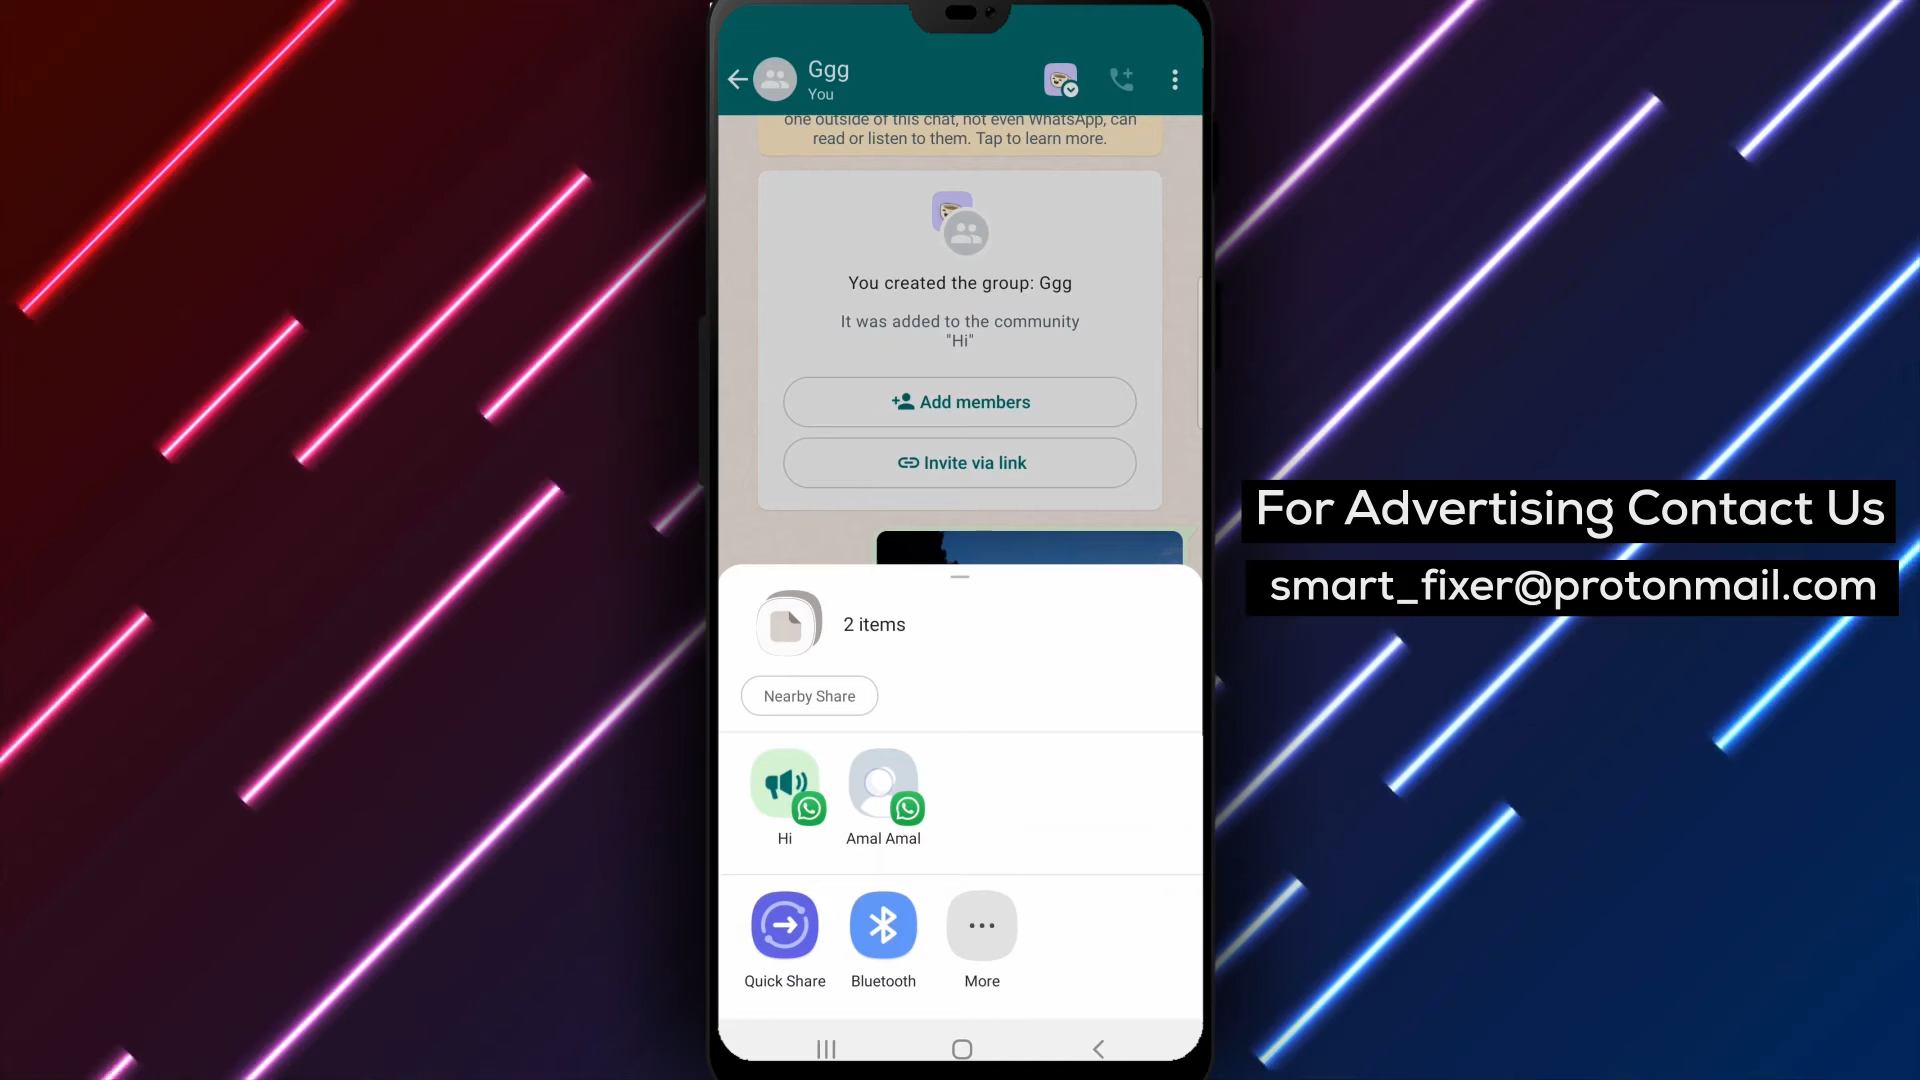 Ggg
You
one outside of this chat, not even WhatsApp, can
read or listen to them. Tap to learn more.
You created the group: Ggg
It was added to the community
"Hi"
Add members
Invite via link
For Advertising Contact Us
smart_fixer@protonmail.com
2 items
Nearby Share
Hi
Amal Amal
Quick Share
Bluetooth
More